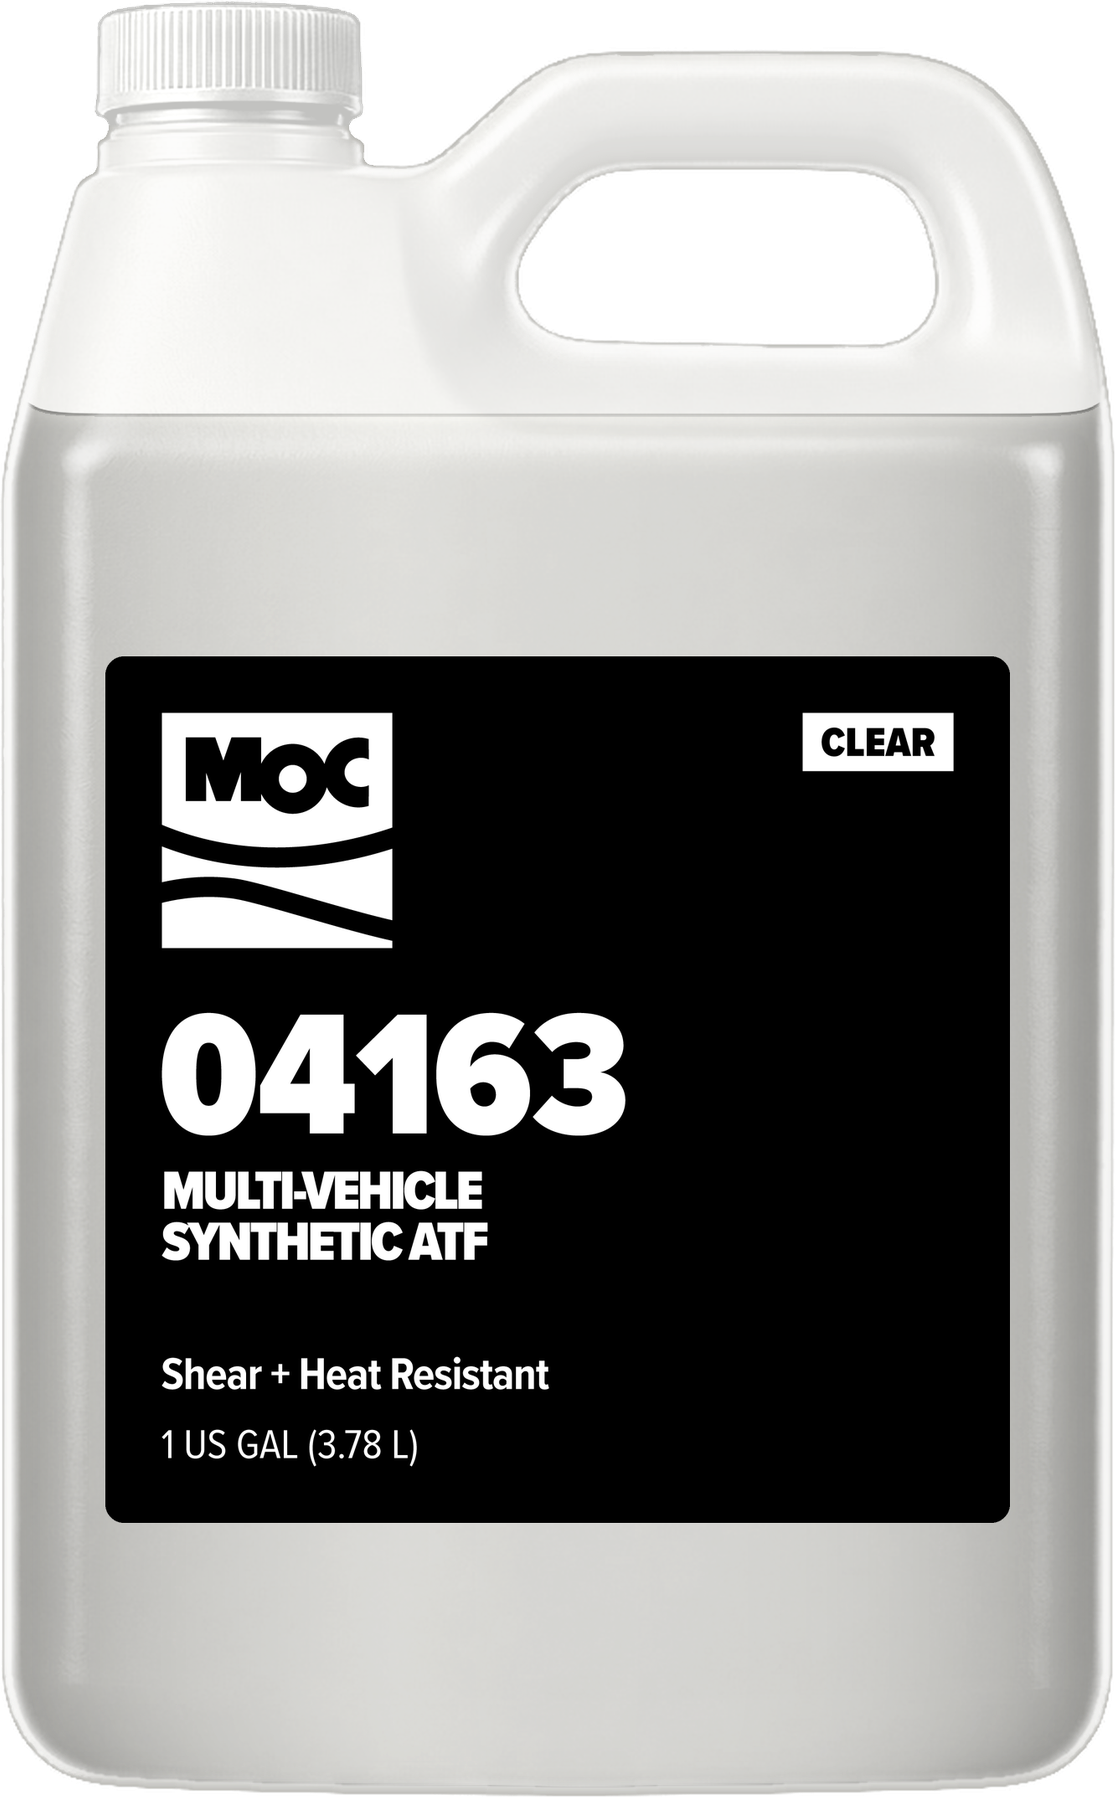 MOC
CLEAR
04163
MULTI-VEHICLE
SYNTHETIC ATF
Shear + Heat Resistant
1 US GAL (3.78 L)